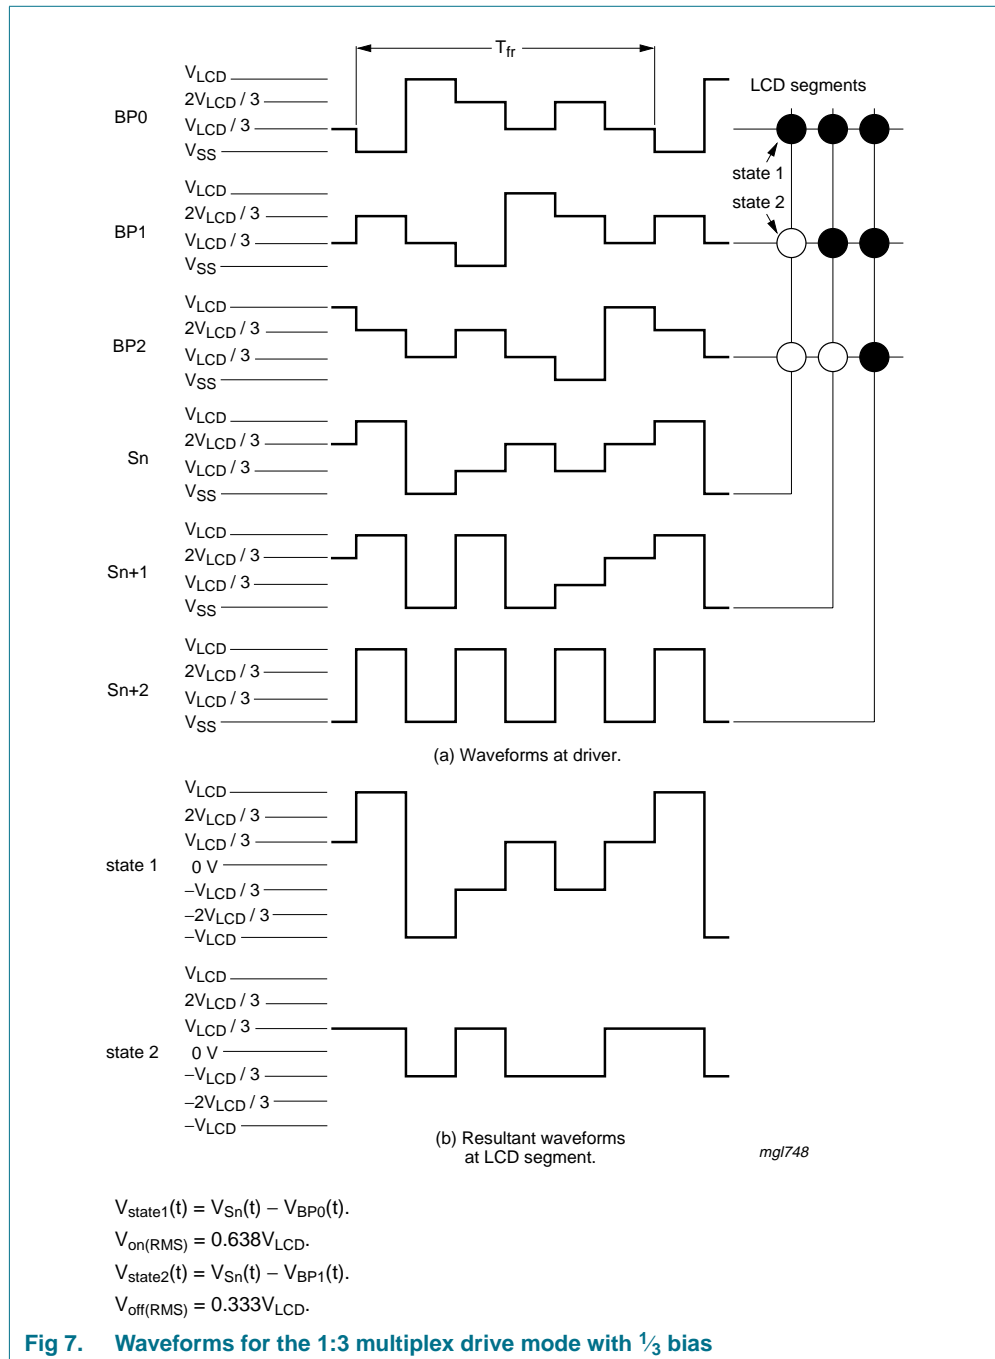 Tfr
VLCD
2VLCD / 3
BP0
VLCD / 3
VSS
LCD segments
state 1
VLCD
state 2
2VLCD / 3
BP1
VLCD / 3
VSS
VLCD
2VLCD / 3
BP2
VLCD / 3
VSS
VLCD
2VLCD / 3
Sn
VLCD / 3
VSS
VLCD
2VLCD / 3
Sn+1
VLCD / 3
VSS
VLCD
2VLCD / 3
Sn+2
VLCD / 3
VSS
(a) Waveforms at driver.
VLCD
2VLCD / 3
VLCD / 3
state 1
0 V
−VLCD / 3
−2VLCD / 3
−VLCD
VLCD
2VLCD / 3
VLCD / 3
state 2
0 V
−VLCD / 3
−2VLCD / 3
−VLCD
(b) Resultant waveforms
at LCD segment.
mgl748
Vstate1(t) = VSn(t) − VBP0(t).
Von(RMS) = 0.638VLCD.
Vstate2(t) = VSn(t) − VBP1(t).
Voff(RMS) = 0.333VLCD.
Fig 7. Waveforms for the 1:3 multiplex drive mode with 1⁄3 bias